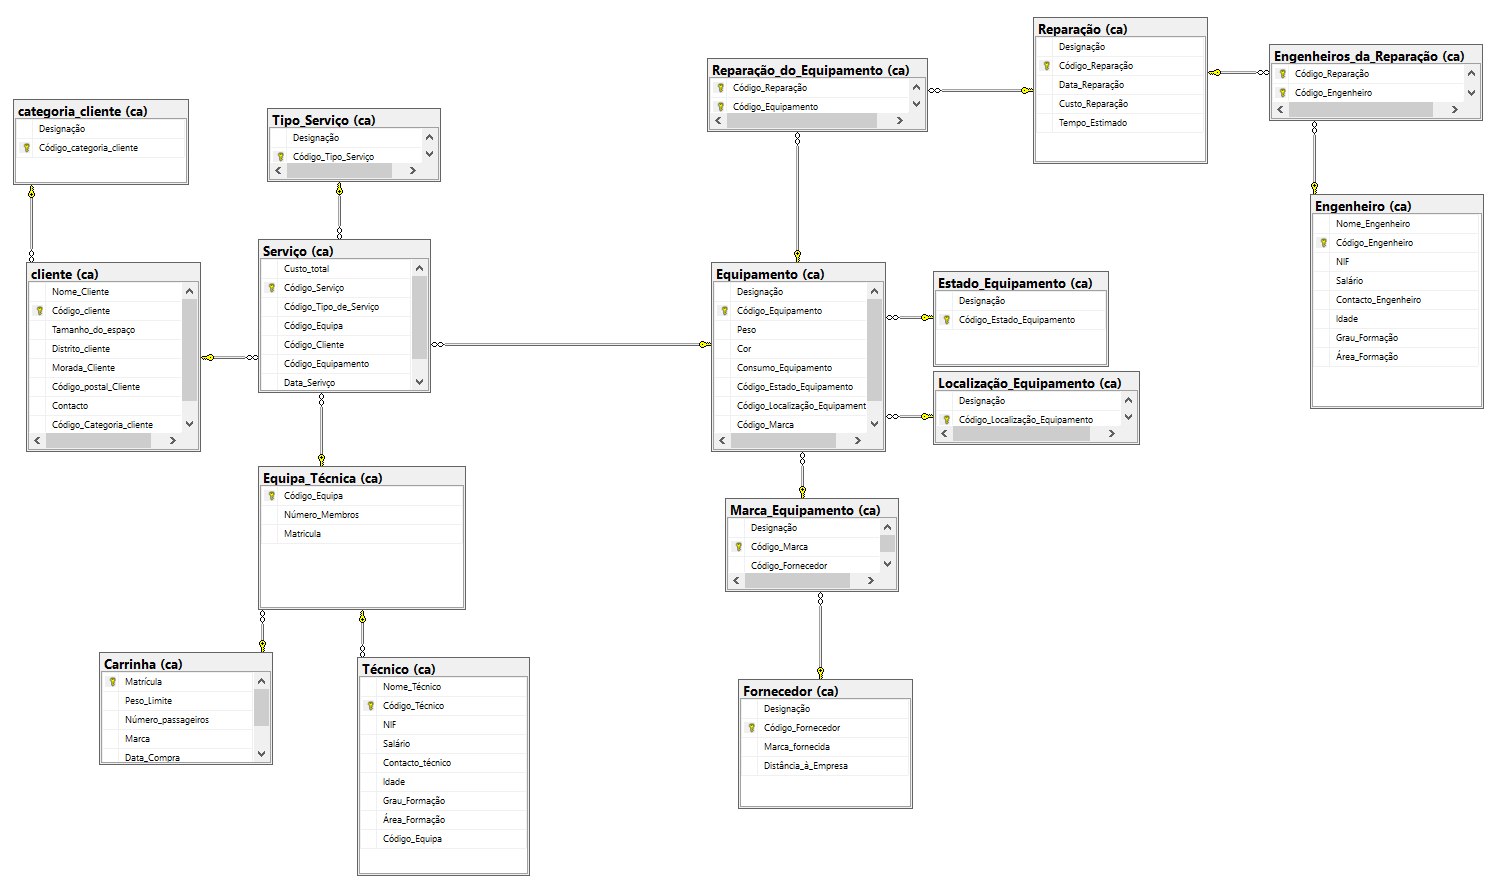 categoria_cliente (ca)
Designação
Código_categoria_cliente
Tipo_Serviço (ca)
Designação
Código_Tipo_Serviço
cliente (ca)
Nome_Cliente
Código_cliente
Tamanho_do_espaço
Distrito_cliente
Morada_Cliente
Código_postal_Cliente
Contacto
Código_Categoria_cliente
Serviço (ca)
Custo_total
Código_Serviço
Código_Tipo_de_Serviço
Código_Equipa
Código_Cliente
Código_Equipamento
Data_Serivço
Equipa_Técnica (ca)
Código_Equipa
Número_Membros
Matricula
Carrinha (ca)
Matrícula
Peso_Limite
Número_passageiros
Marca
Data_Compra
Técnico (ca)
Nome_Técnico
Código_Técnico
NIF
Salário
Contacto_técnico
Idade
Grau_Formação
Área_Formação
Código_Equipa
Reparação_do_Equipamento (ca)
Código_Reparação
Código_Equipamento
Reparação (ca)
Designação
Código_Reparação
Data_Reparação
Custo_Reparação
Tempo_Estimado
Engenheiros_da_Reparação (ca)
Código_Reparação
Código_Engenheiro
Engenheiro (ca)
Nome_Engenheiro
Código_Engenheiro
NIF
Salário
Contacto_Engenheiro
Idade
Grau_Formação
Área_Formação
Equipamento (ca)
Designação
Código_Equipamento
Peso
Cor
Consumo_Equipamento
Código_Estado_Equipamento
Código_Localização_Equipament
Código_Marca
Estado_Equipamento (ca)
Designação
Código_Estado_Equipamento
Localização_Equipamento (ca)
Designação
Código_Localização_Equipamento
Marca_Equipamento (ca)
Designação
Código_Marca
Código_Fornecedor
Fornecedor (ca)
Designação
Código_Fornecedor
Marca_fornecida
Distância_à_Empresa